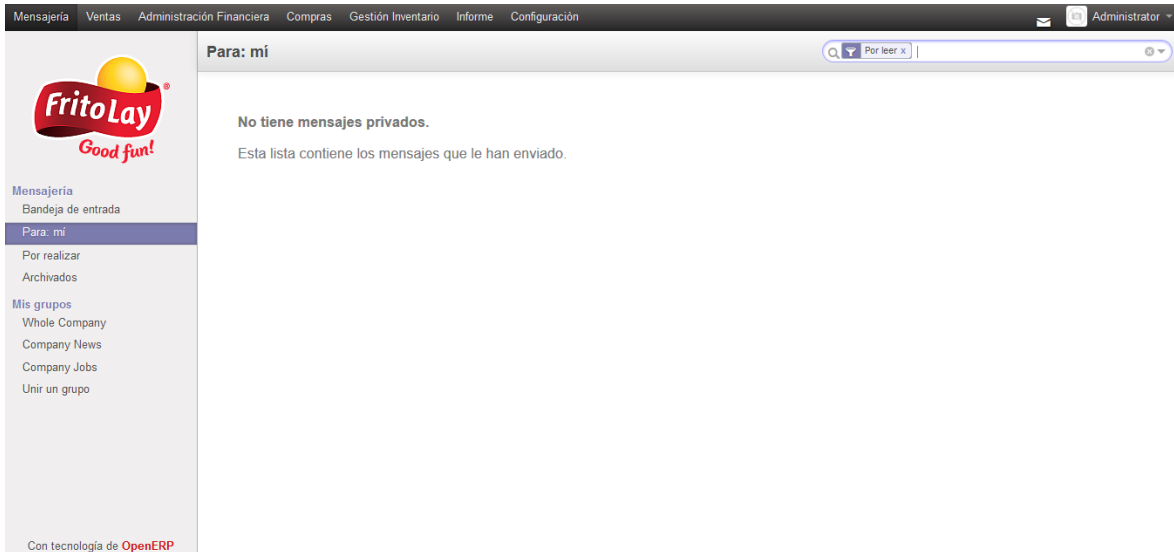 Mensajería Ventas Administración Financiera Compras Gestión Inventario Informe Configuraciòn Administrator
Para: mí
Por leer x
FritoLay ®
Good fun!
No tiene mensajes privados.
Esta lista contiene los mensajes que le han enviado.
Mensajería
Bandeja de entrada
Para: mí
Por realizar
Archivados
Mis grupos
Whole Company
Company News
Company Jobs
Unir un grupo
Con tecnología de OpenERP